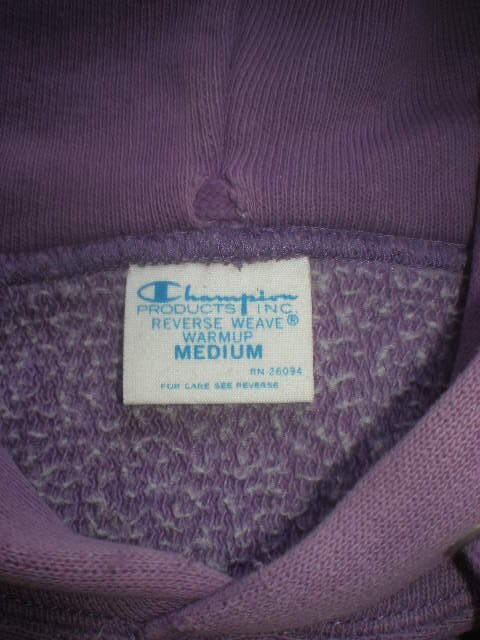 Champion
PRODUCTS INC.
REVERSE WEAVE®
WARMUP
MEDIUM
RN 26094
FOR CARE SEE REVERSE